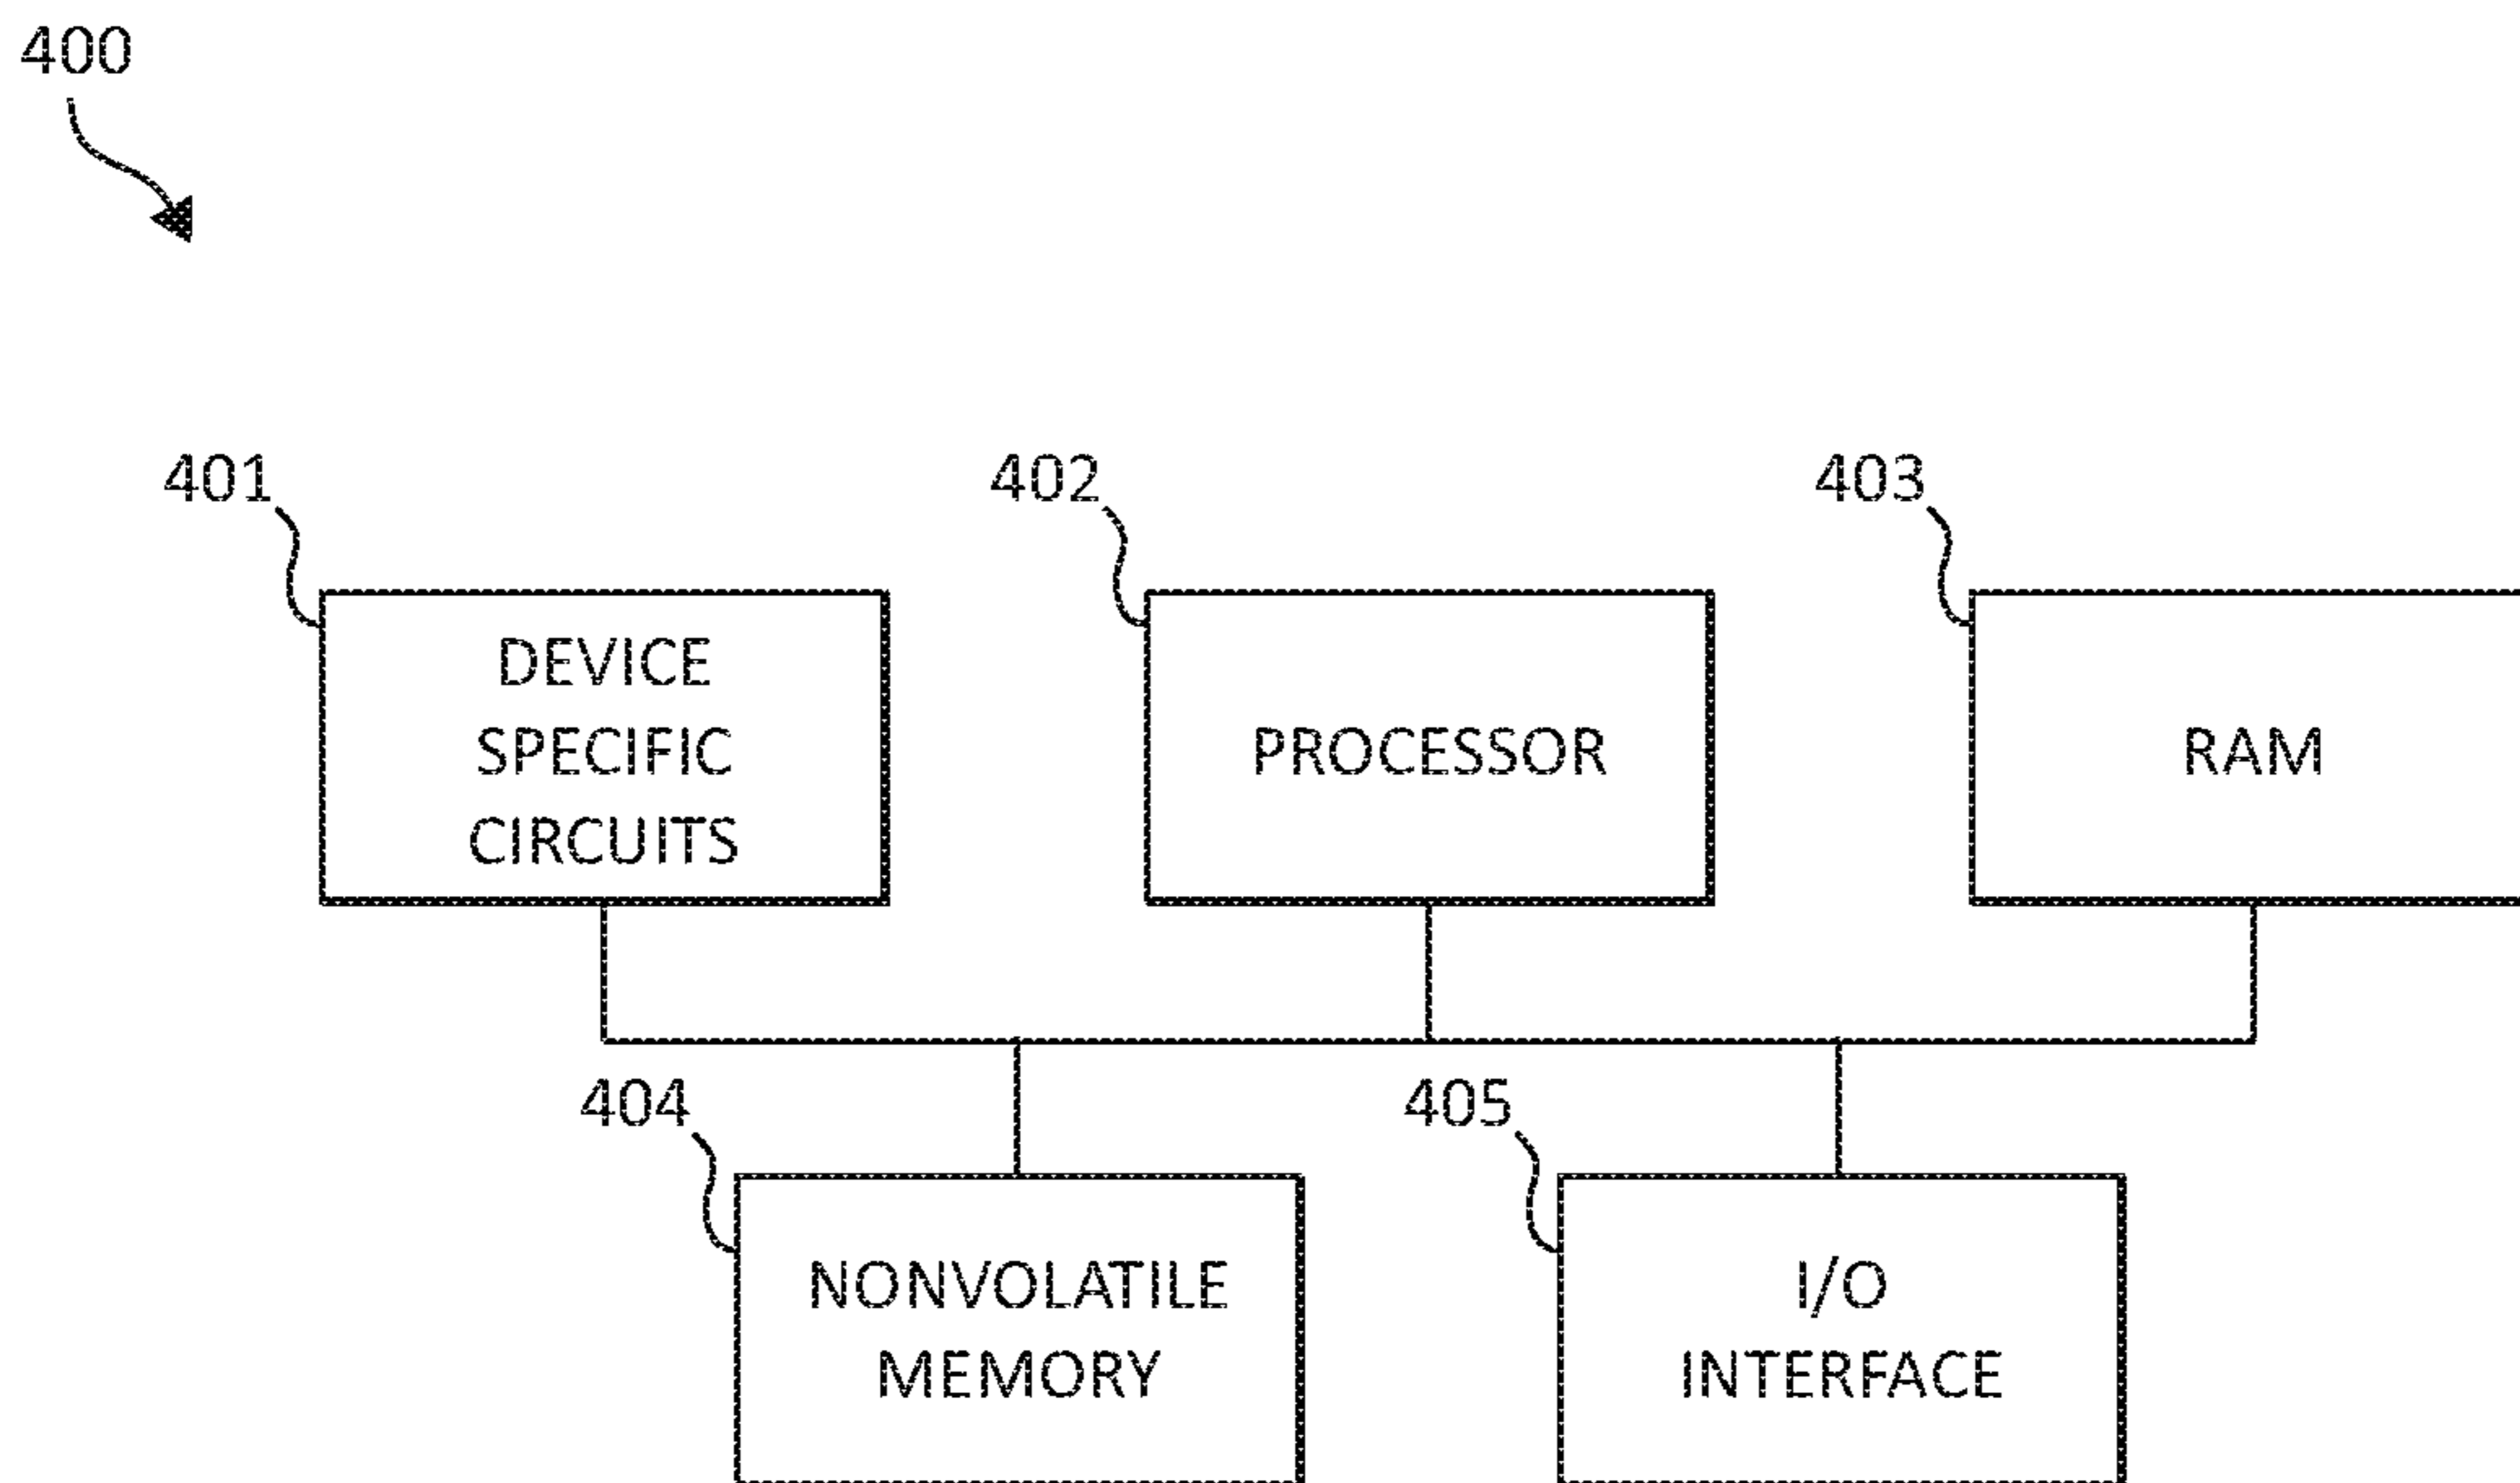 400
401
402
403
DEVICE
SPECIFIC
CIRCUITS
PROCESSOR
RAM
404
405
NONVOLATILE
MEMORY
I/O
INTERFACE